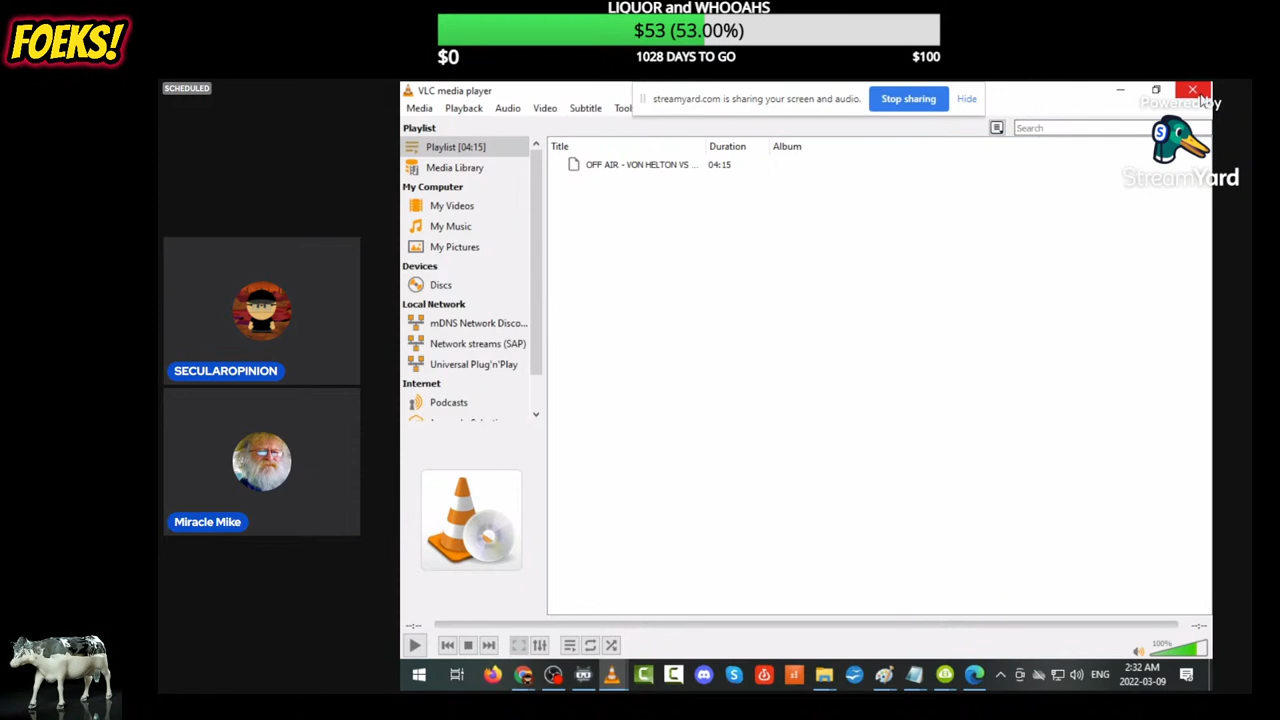 LIQUOR and WHOOAHS
FOEKS!
$53 (53.00%)
$0
1028 DAYS TO GO
$100
SCHEDULED
VLC media player
streamyard.com is sharing your screen and audio.
Stop sharing
Hide
Media Playback Audio Video Subtitle
Powered by
StreamYard
Search
Playlist
Playlist [04:15]
Media Library
My Computer
My Videos
My Music
My Pictures
Devices
Discs
Local Network
mDNS Network Disco...
Network streams (SAP)
Universal Plug'n'Play
Internet
Podcasts
Title Duration Album
OFF AIR - VON HELTON VS ... 04:15
SECULAROPINION
Miracle Mike
--:--
--:--
100%
ENG
2:32 AM
2022-03-09